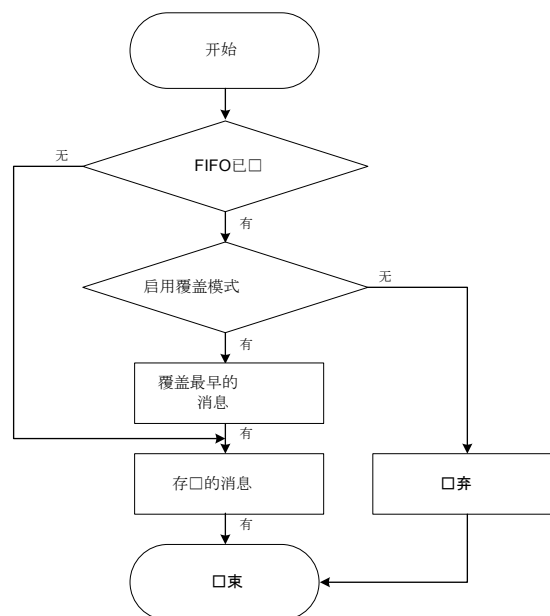 开始
无
FIFO已□
有
启用覆盖模式
无
有
覆盖最早的
消息
有
存□的消息
□弃
有
□束